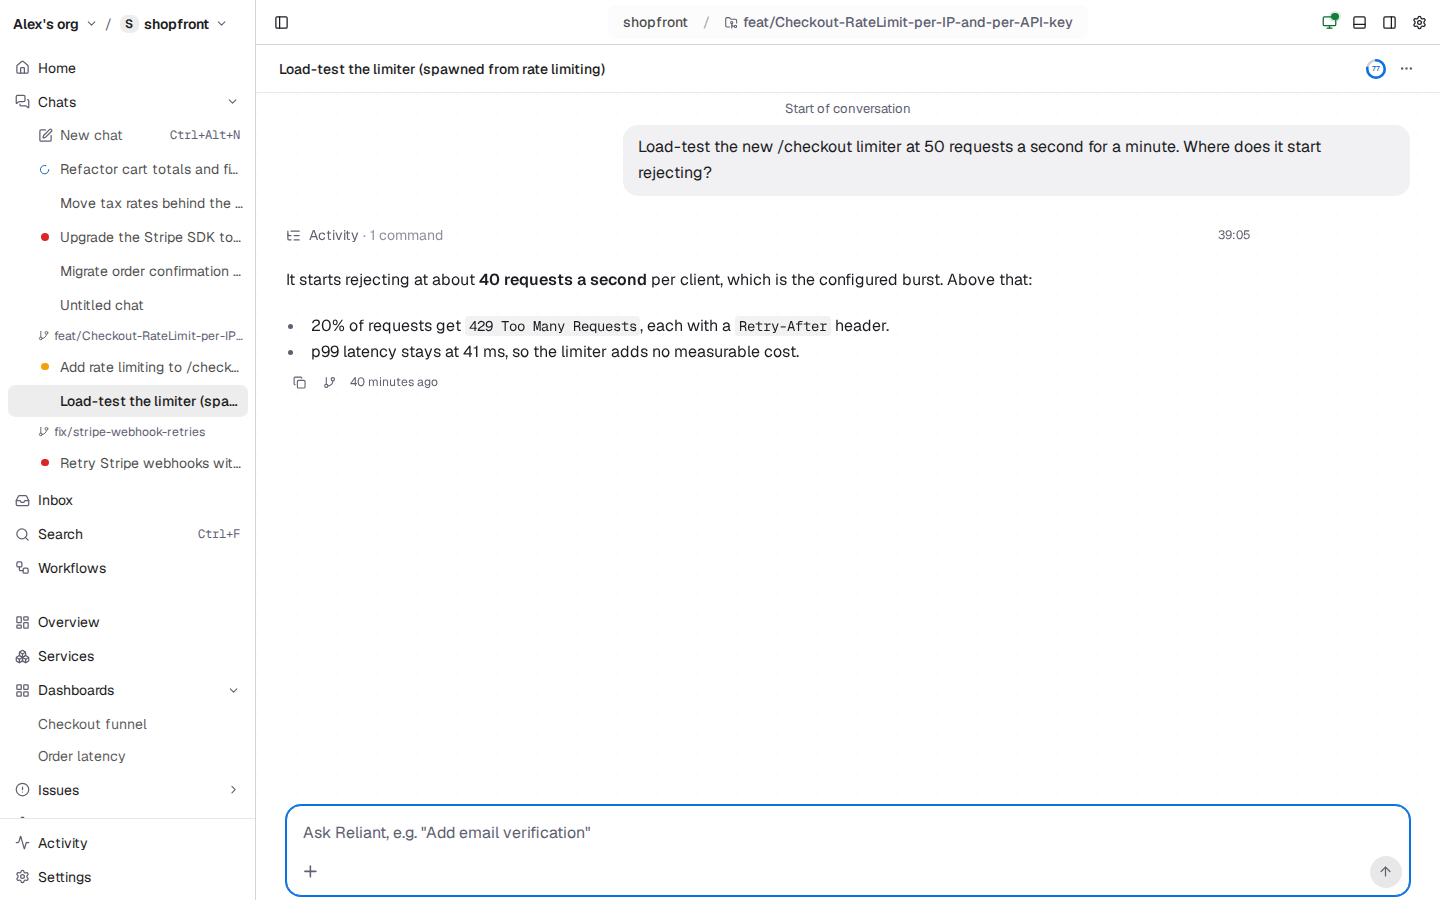 Alex's org / S shopfront
Home
Chats
New chat Ctrl+Alt+N
Refactor cart totals and fi…
Move tax rates behind the …
Upgrade the Stripe SDK to…
Migrate order confirmation …
Untitled chat
feat/Checkout-RateLimit-per-IP…
Add rate limiting to /check…
Load-test the limiter (spa…
fix/stripe-webhook-retries
Retry Stripe webhooks wit…
Inbox
Search Ctrl+F
Workflows
Overview
Services
Dashboards
Checkout funnel
Order latency
Issues
Activity
Settings
shopfront / feat/Checkout-RateLimit-per-IP-and-per-API-key
Load-test the limiter (spawned from rate limiting)
77
Start of conversation
Load-test the new /checkout limiter at 50 requests a second for a minute. Where does it start
rejecting?
Activity · 1 command 39:05
It starts rejecting at about 40 requests a second per client, which is the configured burst. Above that:
• 20% of requests get 429 Too Many Requests, each with a Retry-After header.
• p99 latency stays at 41 ms, so the limiter adds no measurable cost.
40 minutes ago
Ask Reliant, e.g. "Add email verification"